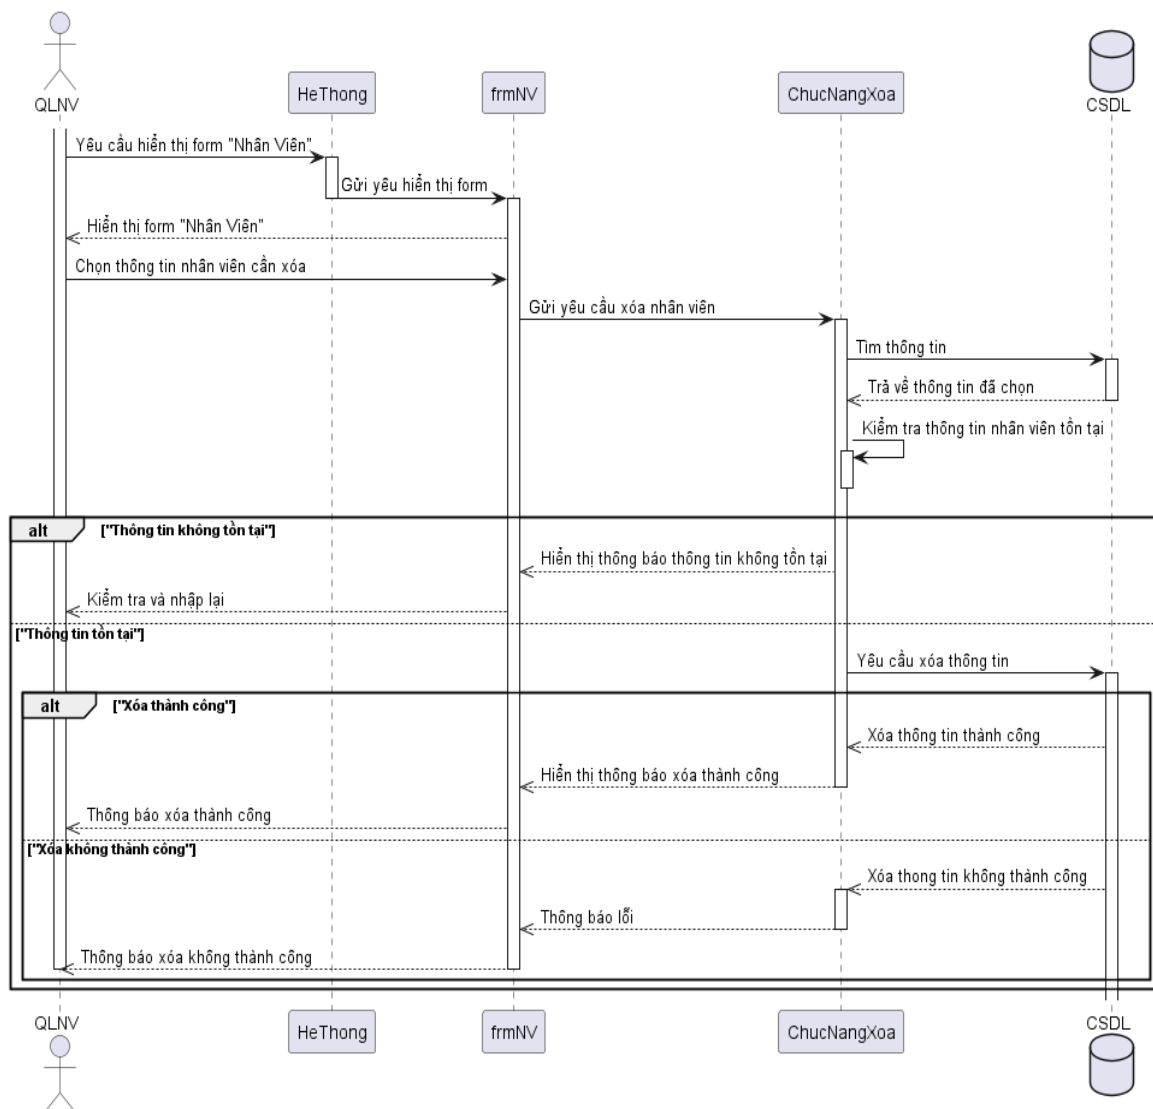 QLNV
HeThong
frmNV
ChucNangXoa
CSDL
Yêu cầu hiển thị form "Nhân Viên"
Gửi yêu hiển thị form
Hiển thị form "Nhân Viên"
Chọn thông tin nhân viên cần xóa
Gửi yêu cầu xóa nhân viên
Tìm thông tin
Trả về thông tin đã chọn
Kiểm tra thông tin nhân viên tồn tại
alt ["Thông tin không tồn tại"]
Hiển thị thông báo thông tin không tồn tại
Kiểm tra và nhập lại
["Thông tin tồn tại"]
Yêu cầu xóa thông tin
alt ["Xóa thành công"]
Xóa thông tin thành công
Hiển thị thông báo xóa thành công
Thông báo xóa thành công
["Xóa không thành công"]
Xóa thong tin không thành công
Thông báo lỗi
Thông báo xóa không thành công
QLNV
HeThong
frmNV
ChucNangXoa
CSDL